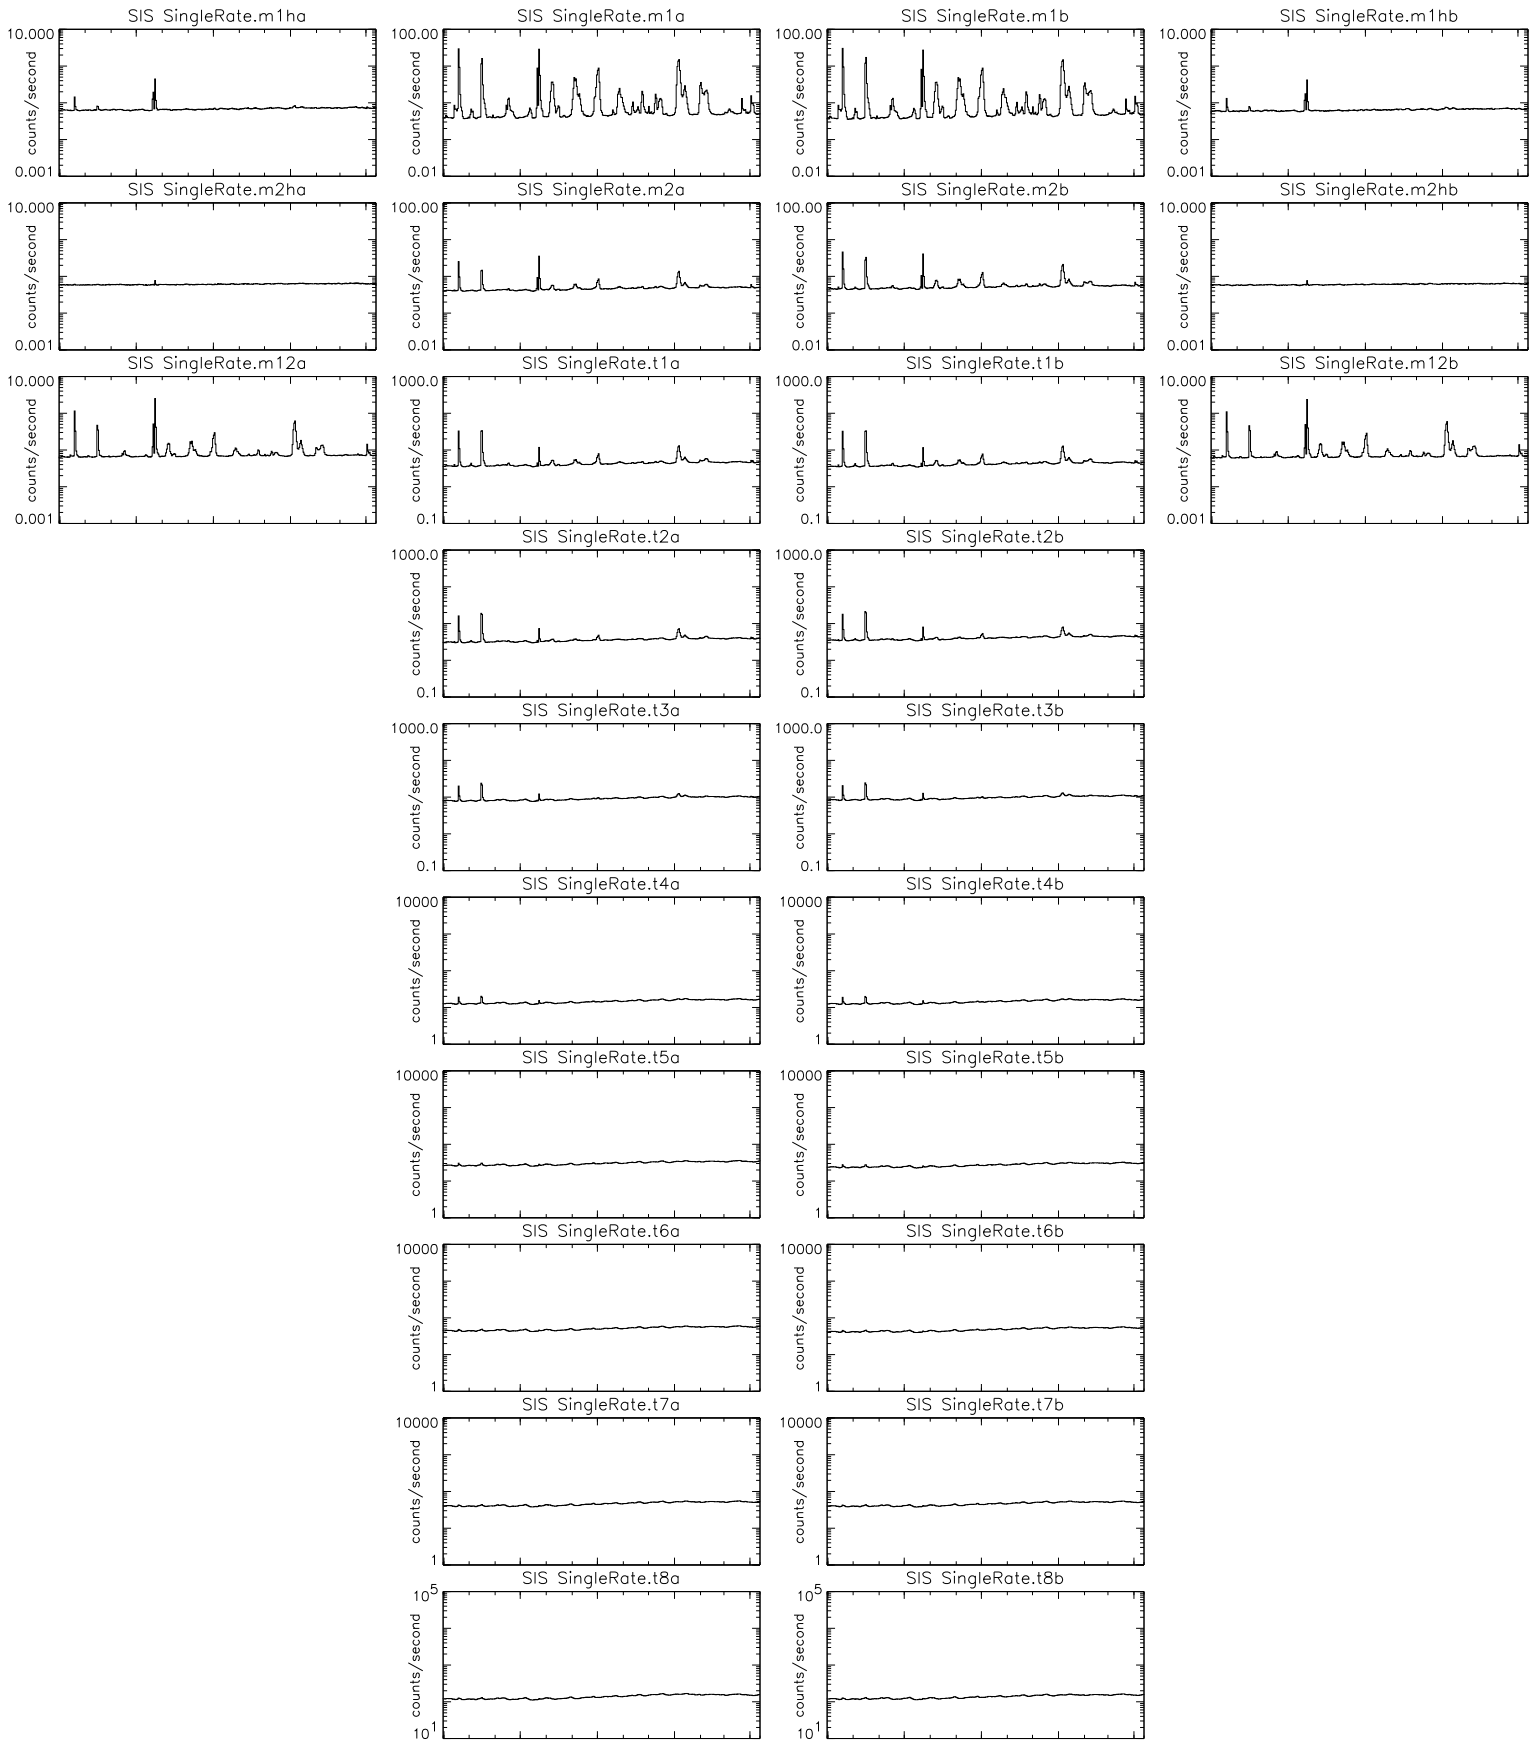 SIS SingleRate.m1ha
10.000
counts/second
0.001
SIS SingleRate.m1a
100.00
counts/second
0.01
SIS SingleRate.m1b
100.00
counts/second
0.01
SIS SingleRate.m1hb
10.000
counts/second
0.001
SIS SingleRate.m2ha
10.000
counts/second
0.001
SIS SingleRate.m2a
100.00
counts/second
0.01
SIS SingleRate.m2b
100.00
counts/second
0.01
SIS SingleRate.m2hb
10.000
counts/second
0.001
SIS SingleRate.m12a
10.000
counts/second
0.001
SIS SingleRate.t1a
1000.0
counts/second
0.1
SIS SingleRate.t1b
1000.0
counts/second
0.1
SIS SingleRate.m12b
10.000
counts/second
0.001
SIS SingleRate.t2a
1000.0
counts/second
0.1
SIS SingleRate.t2b
1000.0
counts/second
0.1
SIS SingleRate.t3a
1000.0
counts/second
0.1
SIS SingleRate.t3b
1000.0
counts/second
0.1
SIS SingleRate.t4a
10000
counts/second
1
SIS SingleRate.t4b
10000
counts/second
1
SIS SingleRate.t5a
10000
counts/second
1
SIS SingleRate.t5b
10000
counts/second
1
SIS SingleRate.t6a
10000
counts/second
1
SIS SingleRate.t6b
10000
counts/second
1
SIS SingleRate.t7a
10000
counts/second
1
SIS SingleRate.t7b
10000
counts/second
1
SIS SingleRate.t8a
10⁵
counts/second
10¹
SIS SingleRate.t8b
10⁵
counts/second
10¹